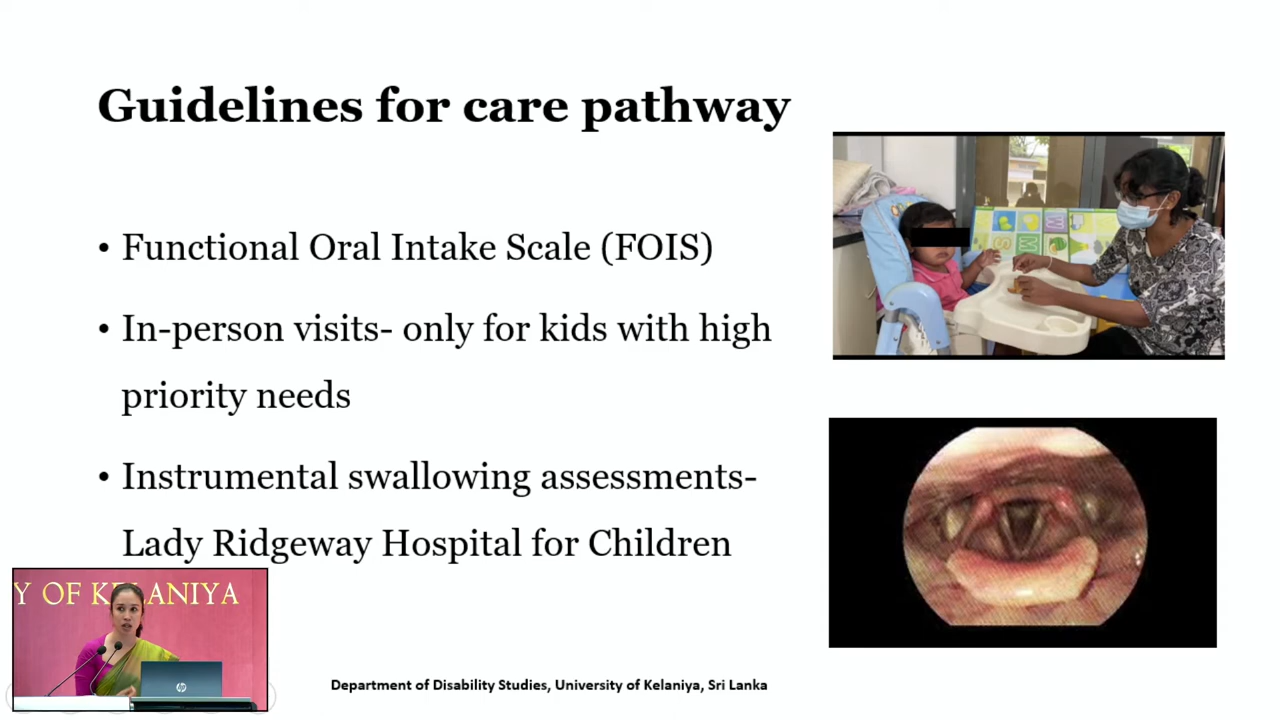 Guidelines for care pathway
• Functional Oral Intake Scale (FOIS)
• In-person visits- only for kids with high
priority needs
• Instrumental swallowing assessments-
Lady Ridgeway Hospital for Children
Y OF KELANIYA
hp
Department of Disability Studies, University of Kelaniya, Sri Lanka